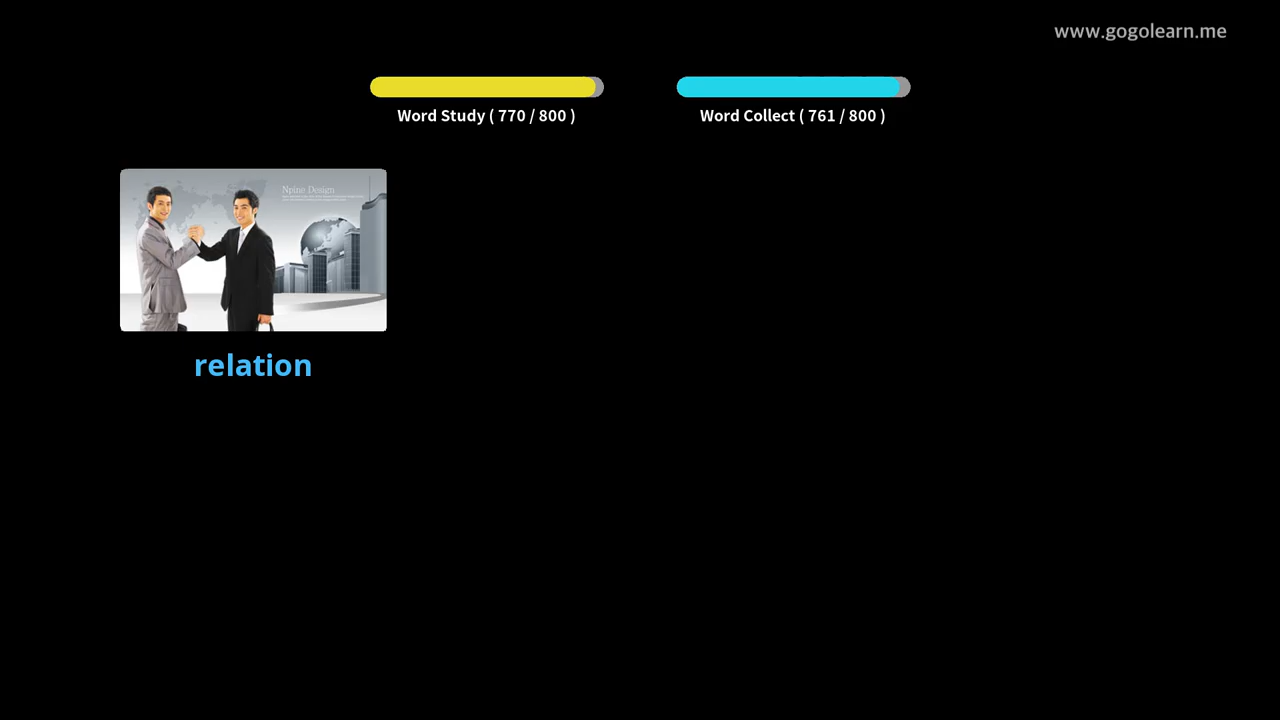 www.gogolearn.me
Word Study ( 770 / 800 )
Word Collect ( 761 / 800 )
Npine Design
relation